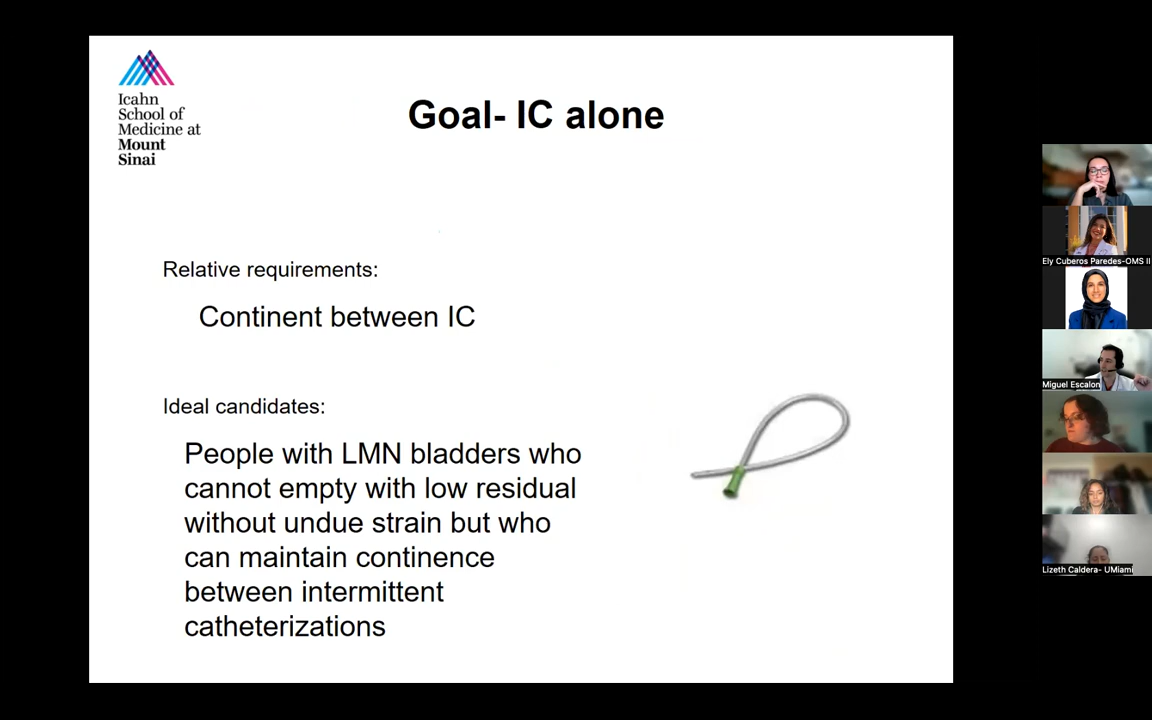 Icahn
School of
Medicine at
Mount
Sinai
Goal- IC alone
Relative requirements:
Continent between IC
Ideal candidates:
People with LMN bladders who
cannot empty with low residual
without undue strain but who
can maintain continence
between intermittent
catheterizations
Ely Cuberos Paredes-OMS II
Miguel Escalon
Lizeth Caldera- UMiami